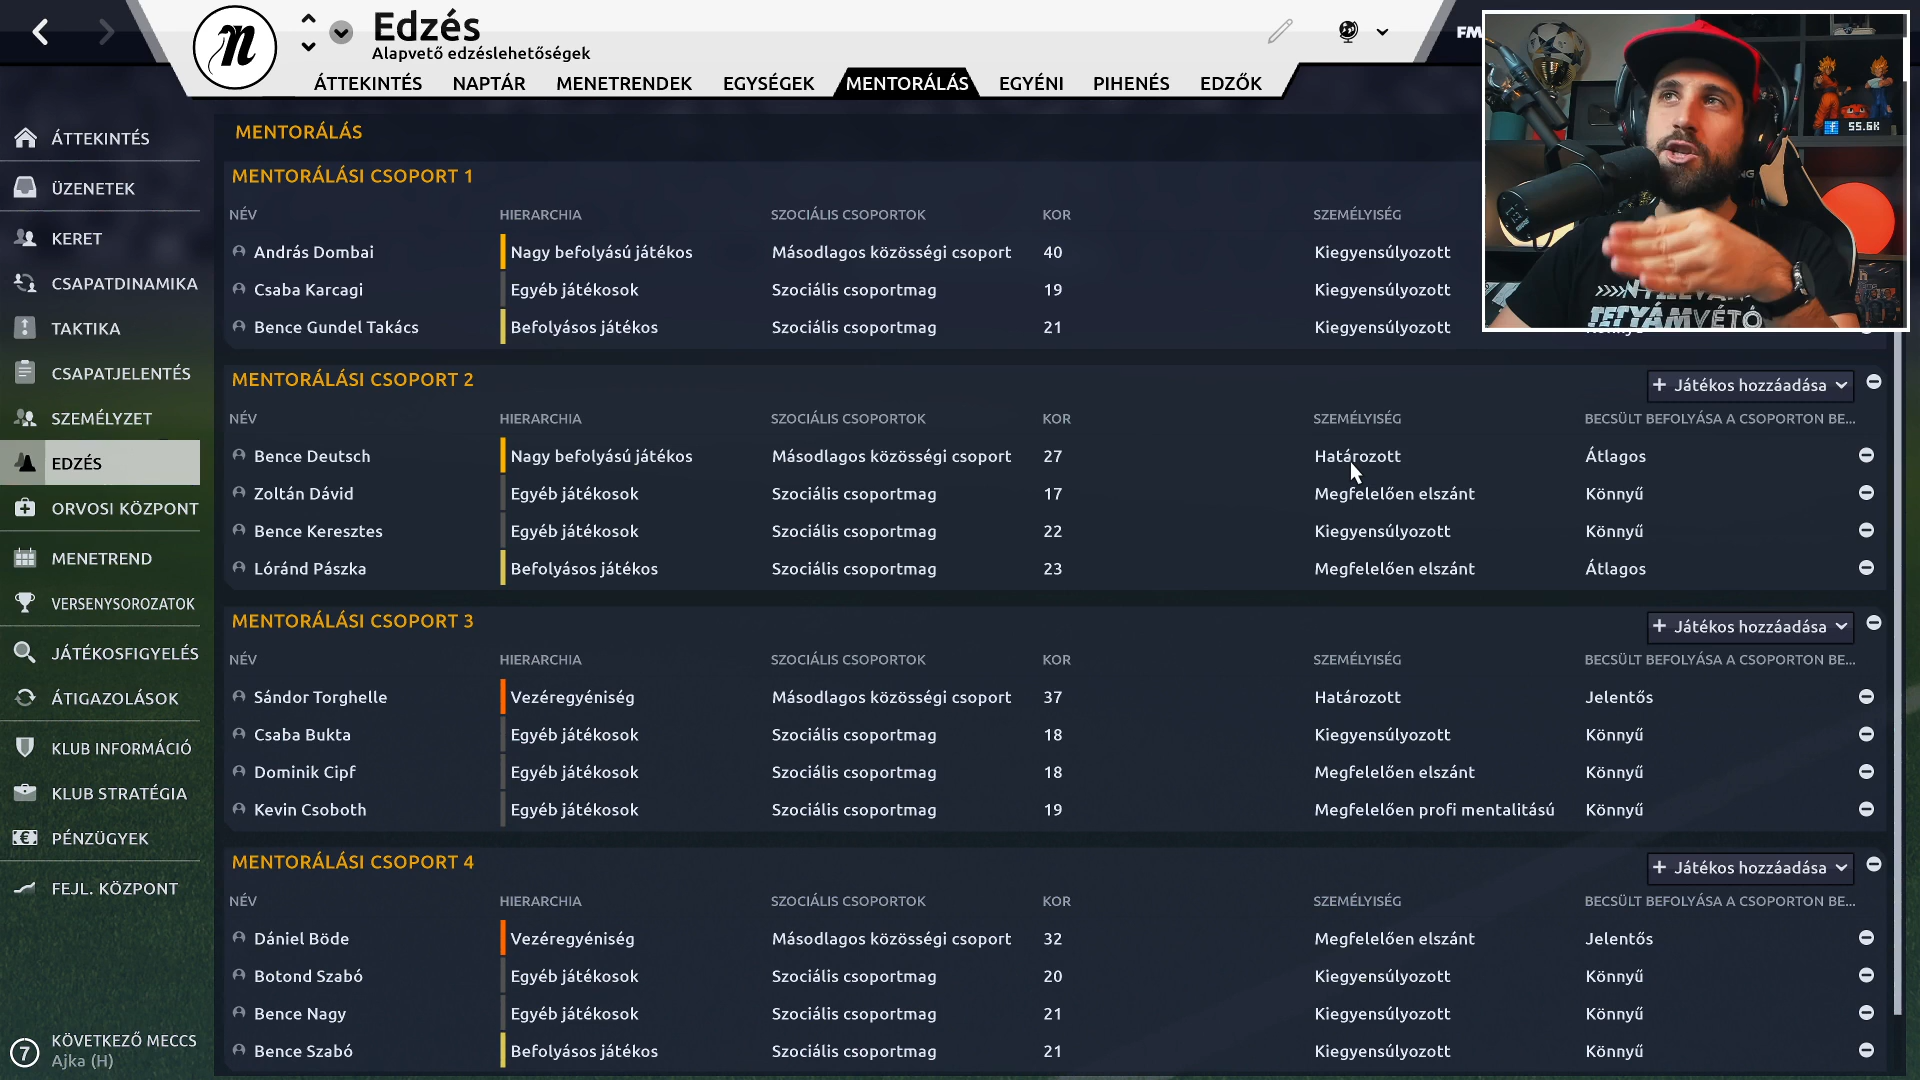 Edzés
Alapvető edzéslehetőségek
FM
ÁTTEKINTÉS NAPTÁR MENETRENDEK EGYSÉGEK MENTORÁLÁS EGYÉNI PIHENÉS EDZŐK
ÁTTEKINTÉS
ÜZENETEK
KERET
CSAPATDINAMIKA
TAKTIKA
CSAPATJELENTÉS
SZEMÉLYZET
EDZÉS
ORVOSI KÖZPONT
MENETREND
VERSENYSOROZATOK
JÁTÉKOSFIGYELÉS
ÁTIGAZOLÁSOK
KLUB INFORMÁCIÓ
KLUB STRATÉGIA
PÉNZÜGYEK
FEJL. KÖZPONT
7 KÖVETKEZŐ MECCS
Ajka (H)
MENTORÁLÁS
MENTORÁLÁSI CSOPORT 1
NÉV HIERARCHIA SZOCIÁLIS CSOPORTOK KOR SZEMÉLYISÉG
András Dombai Nagy befolyású játékos Másodlagos közösségi csoport 40 Kiegyensúlyozott
Csaba Karcagi Egyéb játékosok Szociális csoportmag 19 Kiegyensúlyozott
Bence Gundel Takács Befolyásos játékos Szociális csoportmag 21 Kiegyensúlyozott
MENTORÁLÁSI CSOPORT 2
+ Játékos hozzáadása
NÉV HIERARCHIA SZOCIÁLIS CSOPORTOK KOR SZEMÉLYISÉG BECSÜLT BEFOLYÁSA A CSOPORTON BE...
Bence Deutsch Nagy befolyású játékos Másodlagos közösségi csoport 27 Határozott Átlagos
Zoltán Dávid Egyéb játékosok Szociális csoportmag 17 Megfelelően elszánt Könnyű
Bence Keresztes Egyéb játékosok Szociális csoportmag 22 Kiegyensúlyozott Könnyű
Lóránd Pászka Befolyásos játékos Szociális csoportmag 23 Megfelelően elszánt Átlagos
MENTORÁLÁSI CSOPORT 3
+ Játékos hozzáadása
NÉV HIERARCHIA SZOCIÁLIS CSOPORTOK KOR SZEMÉLYISÉG BECSÜLT BEFOLYÁSA A CSOPORTON BE...
Sándor Torghelle Vezéregyéniség Másodlagos közösségi csoport 37 Határozott Jelentős
Csaba Bukta Egyéb játékosok Szociális csoportmag 18 Kiegyensúlyozott Könnyű
Dominik Cipf Egyéb játékosok Szociális csoportmag 18 Megfelelően elszánt Könnyű
Kevin Csoboth Egyéb játékosok Szociális csoportmag 19 Megfelelően profi mentalitású Könnyű
MENTORÁLÁSI CSOPORT 4
+ Játékos hozzáadása
NÉV HIERARCHIA SZOCIÁLIS CSOPORTOK KOR SZEMÉLYISÉG BECSÜLT BEFOLYÁSA A CSOPORTON BE...
Dániel Böde Vezéregyéniség Másodlagos közösségi csoport 32 Megfelelően elszánt Jelentős
Botond Szabó Egyéb játékosok Szociális csoportmag 20 Kiegyensúlyozott Könnyű
Bence Nagy Egyéb játékosok Szociális csoportmag 21 Kiegyensúlyozott Könnyű
Bence Szabó Befolyásos játékos Szociális csoportmag 21 Kiegyensúlyozott Könnyű
55.6K